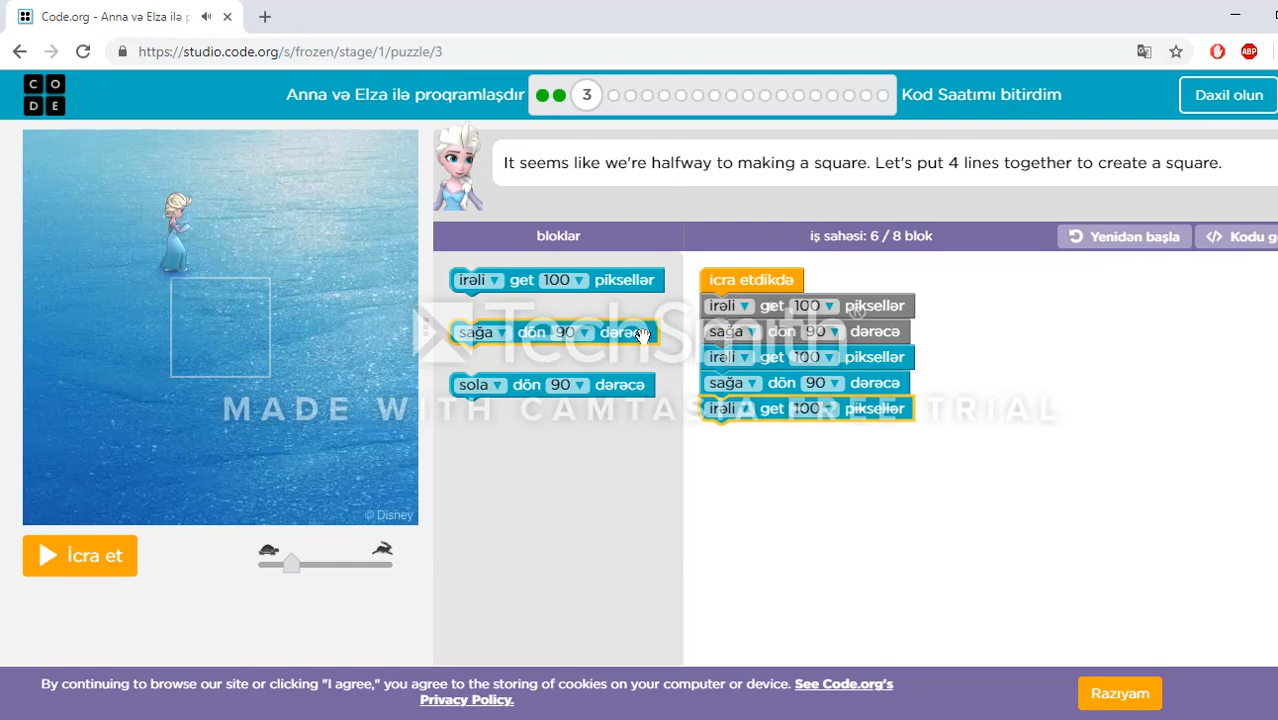 Code.org - Anna və Elza ilə p
https://studio.code.org/s/frozen/stage/1/puzzle/3
ABP
CO
DE
Anna və Elza ilə proqramlaşdır
3
Kod Saatımı bitirdim
Daxil olun
It seems like we're halfway to making a square. Let's put 4 lines together to create a square.
bloklar
iş sahəsi: 6 / 8 blok
Yenidən başla
Kodu g
irəli get 100 piksellər
sağa dön 90 dərəcə
sola dön 90 dərəcə
icra etdikdə
irəli get 100 piksellər
sağa dön 90 dərəcə
irəli get 100 piksellər
sağa dön 90 dərəcə
irəli get 100 piksellər
TechSmith®
MADE WITH CAMTASIA FREE TRIAL
© Disney
İcra et
By continuing to browse our site or clicking "I agree," you agree to the storing of cookies on your computer or device. See Code.org's
Privacy Policy.
Razıyam